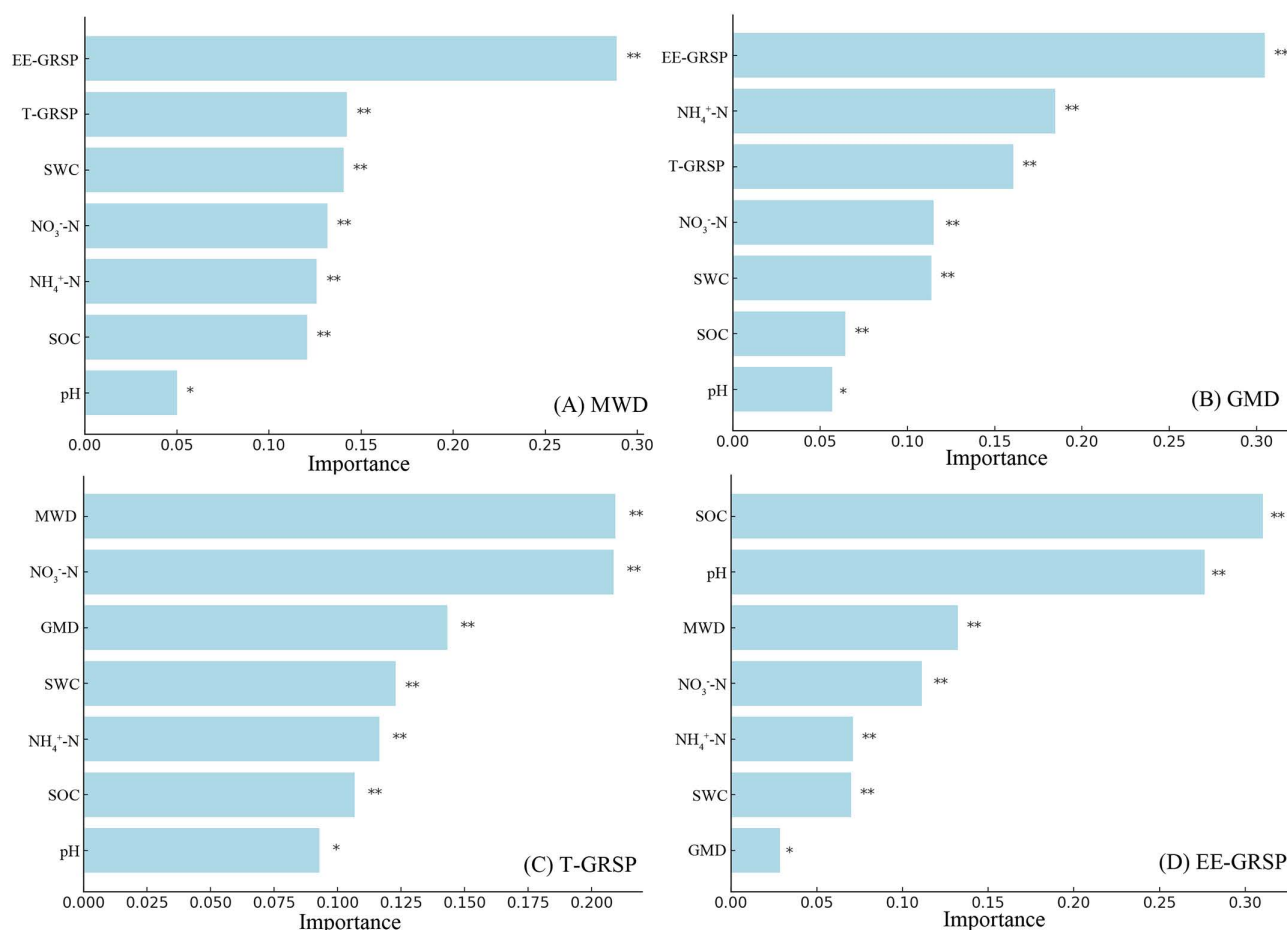 EE-GRSP **
T-GRSP **
SWC **
NO₃⁻-N **
NH₄⁺-N **
SOC **
pH *
(A) MWD
0.00 0.05 0.10 0.15 0.20 0.25 0.30
Importance
EE-GRSP **
NH₄⁺-N **
T-GRSP **
NO₃⁻-N **
SWC **
SOC **
pH *
(B) GMD
0.00 0.05 0.10 0.15 0.20 0.25 0.30
Importance
MWD **
NO₃⁻-N **
GMD **
SWC **
NH₄⁺-N **
SOC **
pH *
(C) T-GRSP
0.000 0.025 0.050 0.075 0.100 0.125 0.150 0.175 0.200
Importance
SOC **
pH **
MWD **
NO₃⁻-N **
NH₄⁺-N **
SWC **
GMD *
(D) EE-GRSP
0.00 0.05 0.10 0.15 0.20 0.25 0.30
Importance